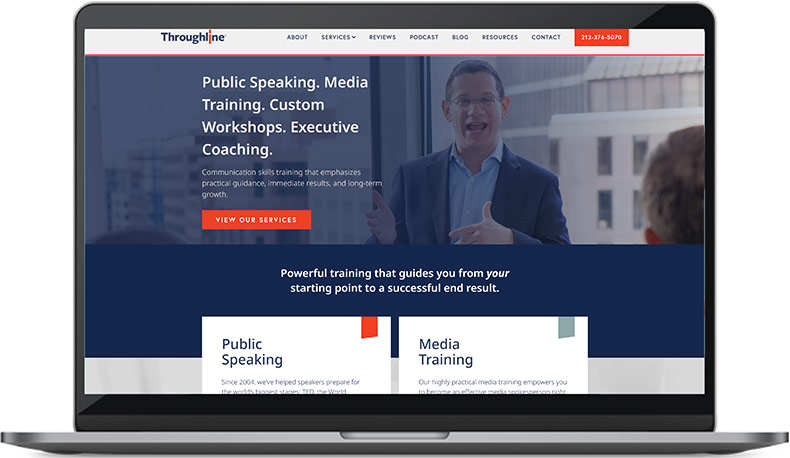 Throughline
ABOUT SERVICES REVIEWS PODCAST BLOG RESOURCES CONTACT 212-376-5070
Public Speaking. Media
Training. Custom
Workshops. Executive
Coaching.
Communication skills training that emphasizes
practical guidance, immediate results, and long-term
growth.
VIEW OUR SERVICES
Powerful training that guides you from your
starting point to a successful end result.
Public
Speaking
Since 2004, we've helped speakers prepare for
the world's biggest stages: TED, the World
Media
Training
Our highly practical media training empowers you
to become an effective media spokesperson right